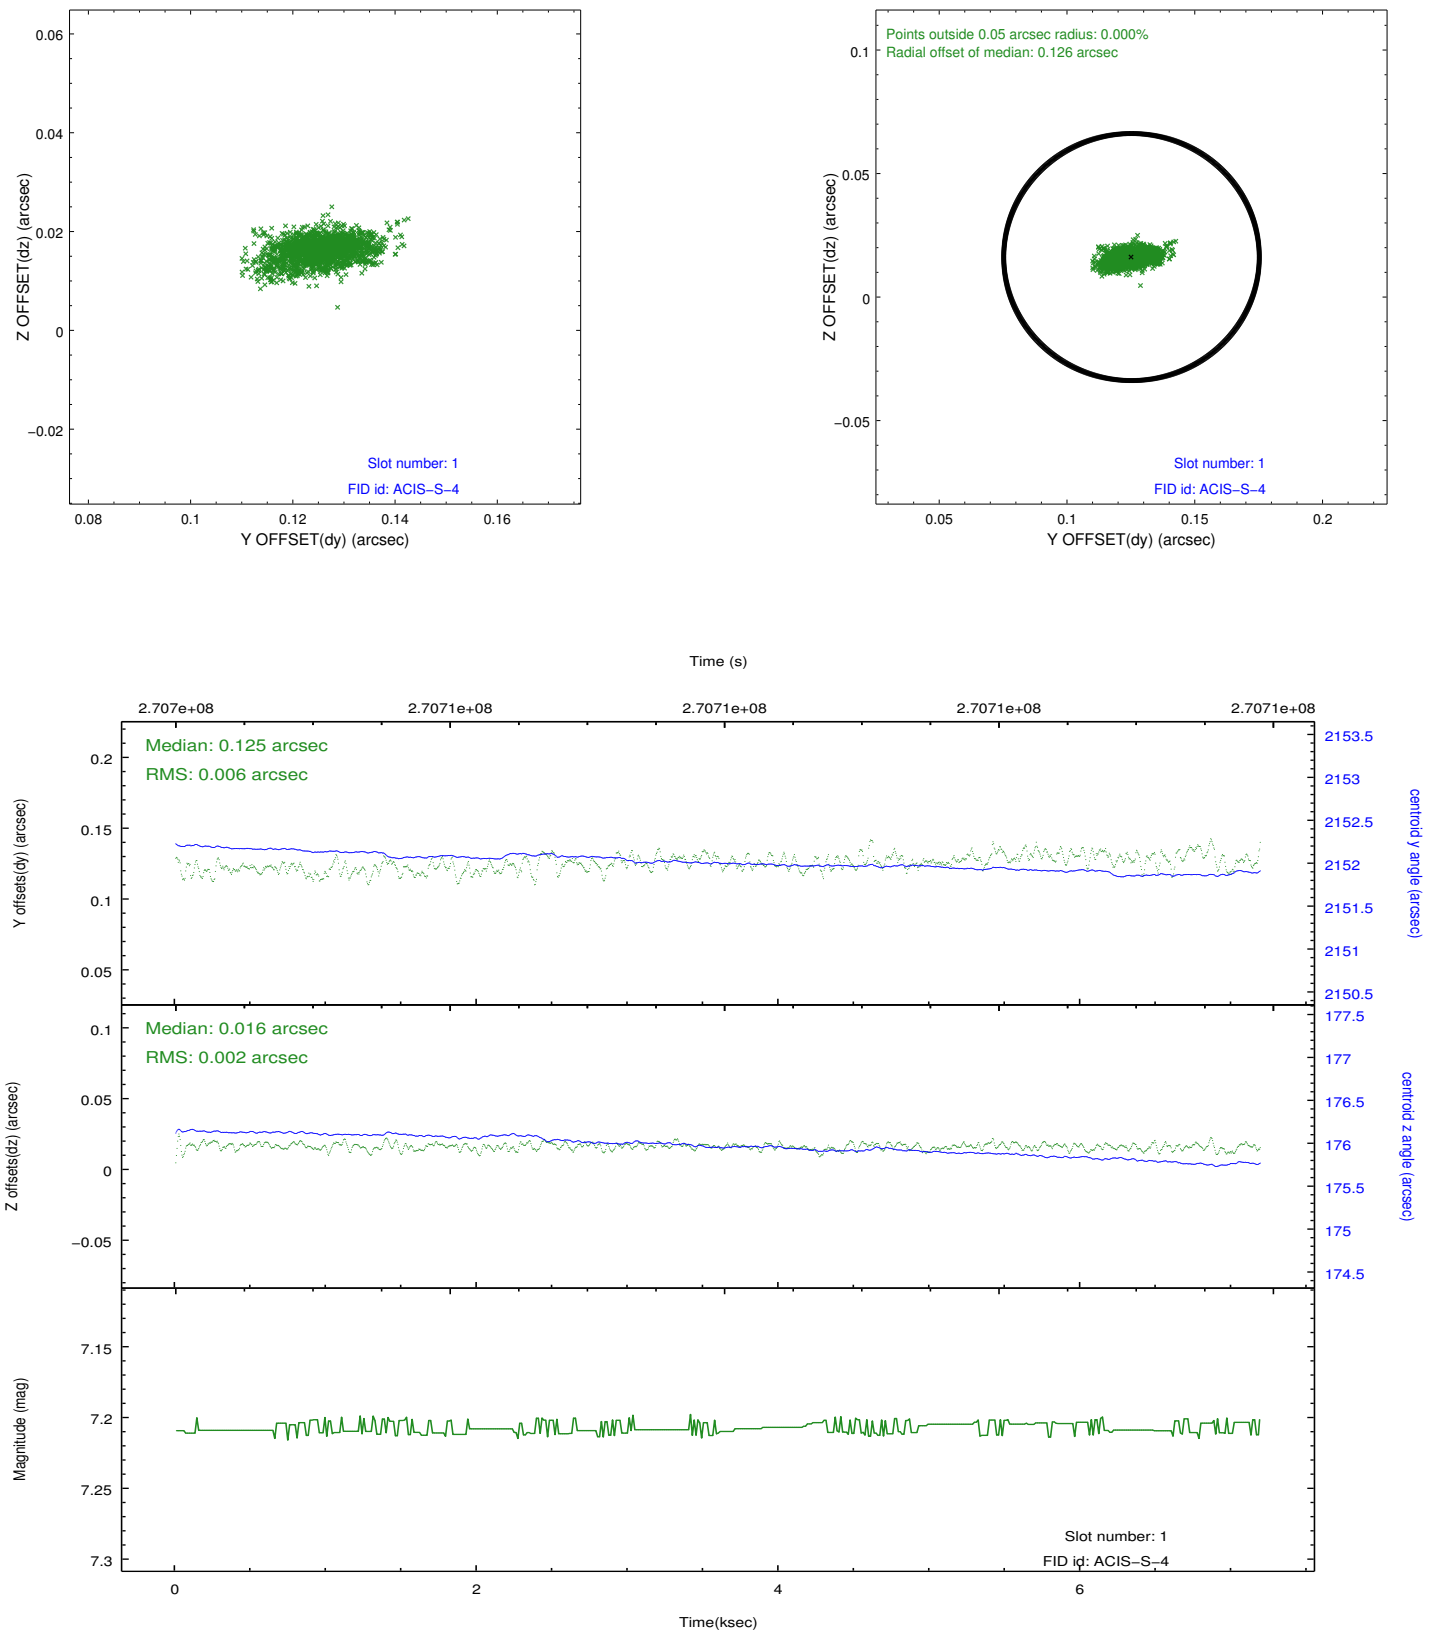 0.06
0.04
0.02
0
−0.02
Z OFFSET(dz) (arcsec)
Slot number: 1
FID id: ACIS−S−4
0.08
0.1
0.12
0.14
0.16
Y OFFSET(dy) (arcsec)
Points outside 0.05 arcsec radius: 0.000%
Radial offset of median: 0.126 arcsec
0.1
0.05
0
−0.05
Z OFFSET(dz) (arcsec)
Slot number: 1
FID id: ACIS−S−4
0.05
0.1
0.15
0.2
Y OFFSET(dy) (arcsec)
Time (s)
2.707e+08
2.7071e+08
2.7071e+08
2.7071e+08
2.7071e+08
Median: 0.125 arcsec
RMS: 0.006 arcsec
0.2
0.15
0.1
0.05
Y offsets(dy) (arcsec)
2153.5
2153
2152.5
2152
2151.5
2151
2150.5
centroid y angle (arcsec)
Median: 0.016 arcsec
RMS: 0.002 arcsec
0.1
0.05
0
−0.05
Z offsets(dz) (arcsec)
177.5
177
176.5
176
175.5
175
174.5
centroid z angle (arcsec)
7.15
7.2
7.25
7.3
Magnitude (mag)
Slot number: 1
FID id: ACIS−S−4
0
2
4
6
Time(ksec)